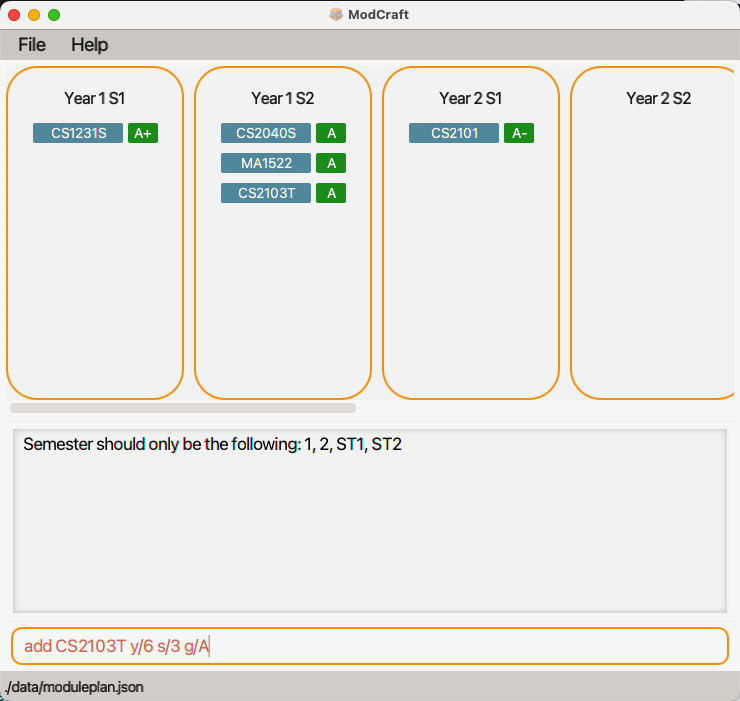 ModCraft
File Help
Year 1 S1
CS1231S A+
Year 1 S2
CS2040S A
MA1522 A
CS2103T A
Year 2 S1
CS2101 A-
Year 2 S2
Semester should only be the following: 1, 2, ST1, ST2
add CS2103T y/6 s/3 g/A
./data/moduleplan.json